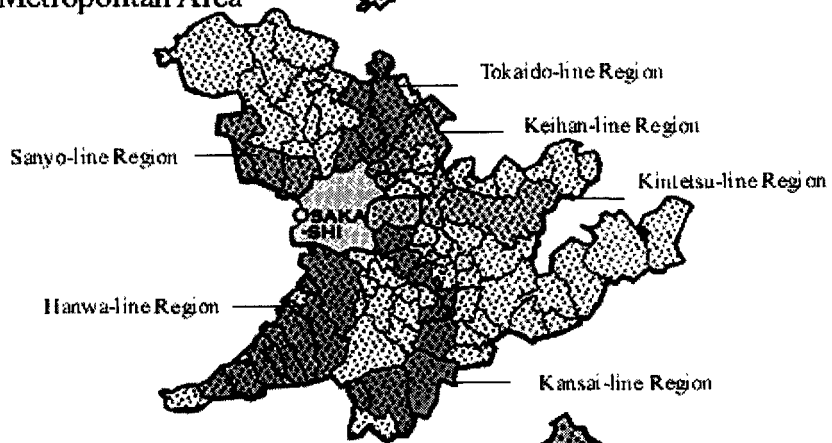 Metropolitan Area
Tokaido-line Region
Keihan-line Region
Sanyo-line Region
Kintetsu-line Region
OSAKA
-SHI
Hanwa-line Region
Kansai-line Region